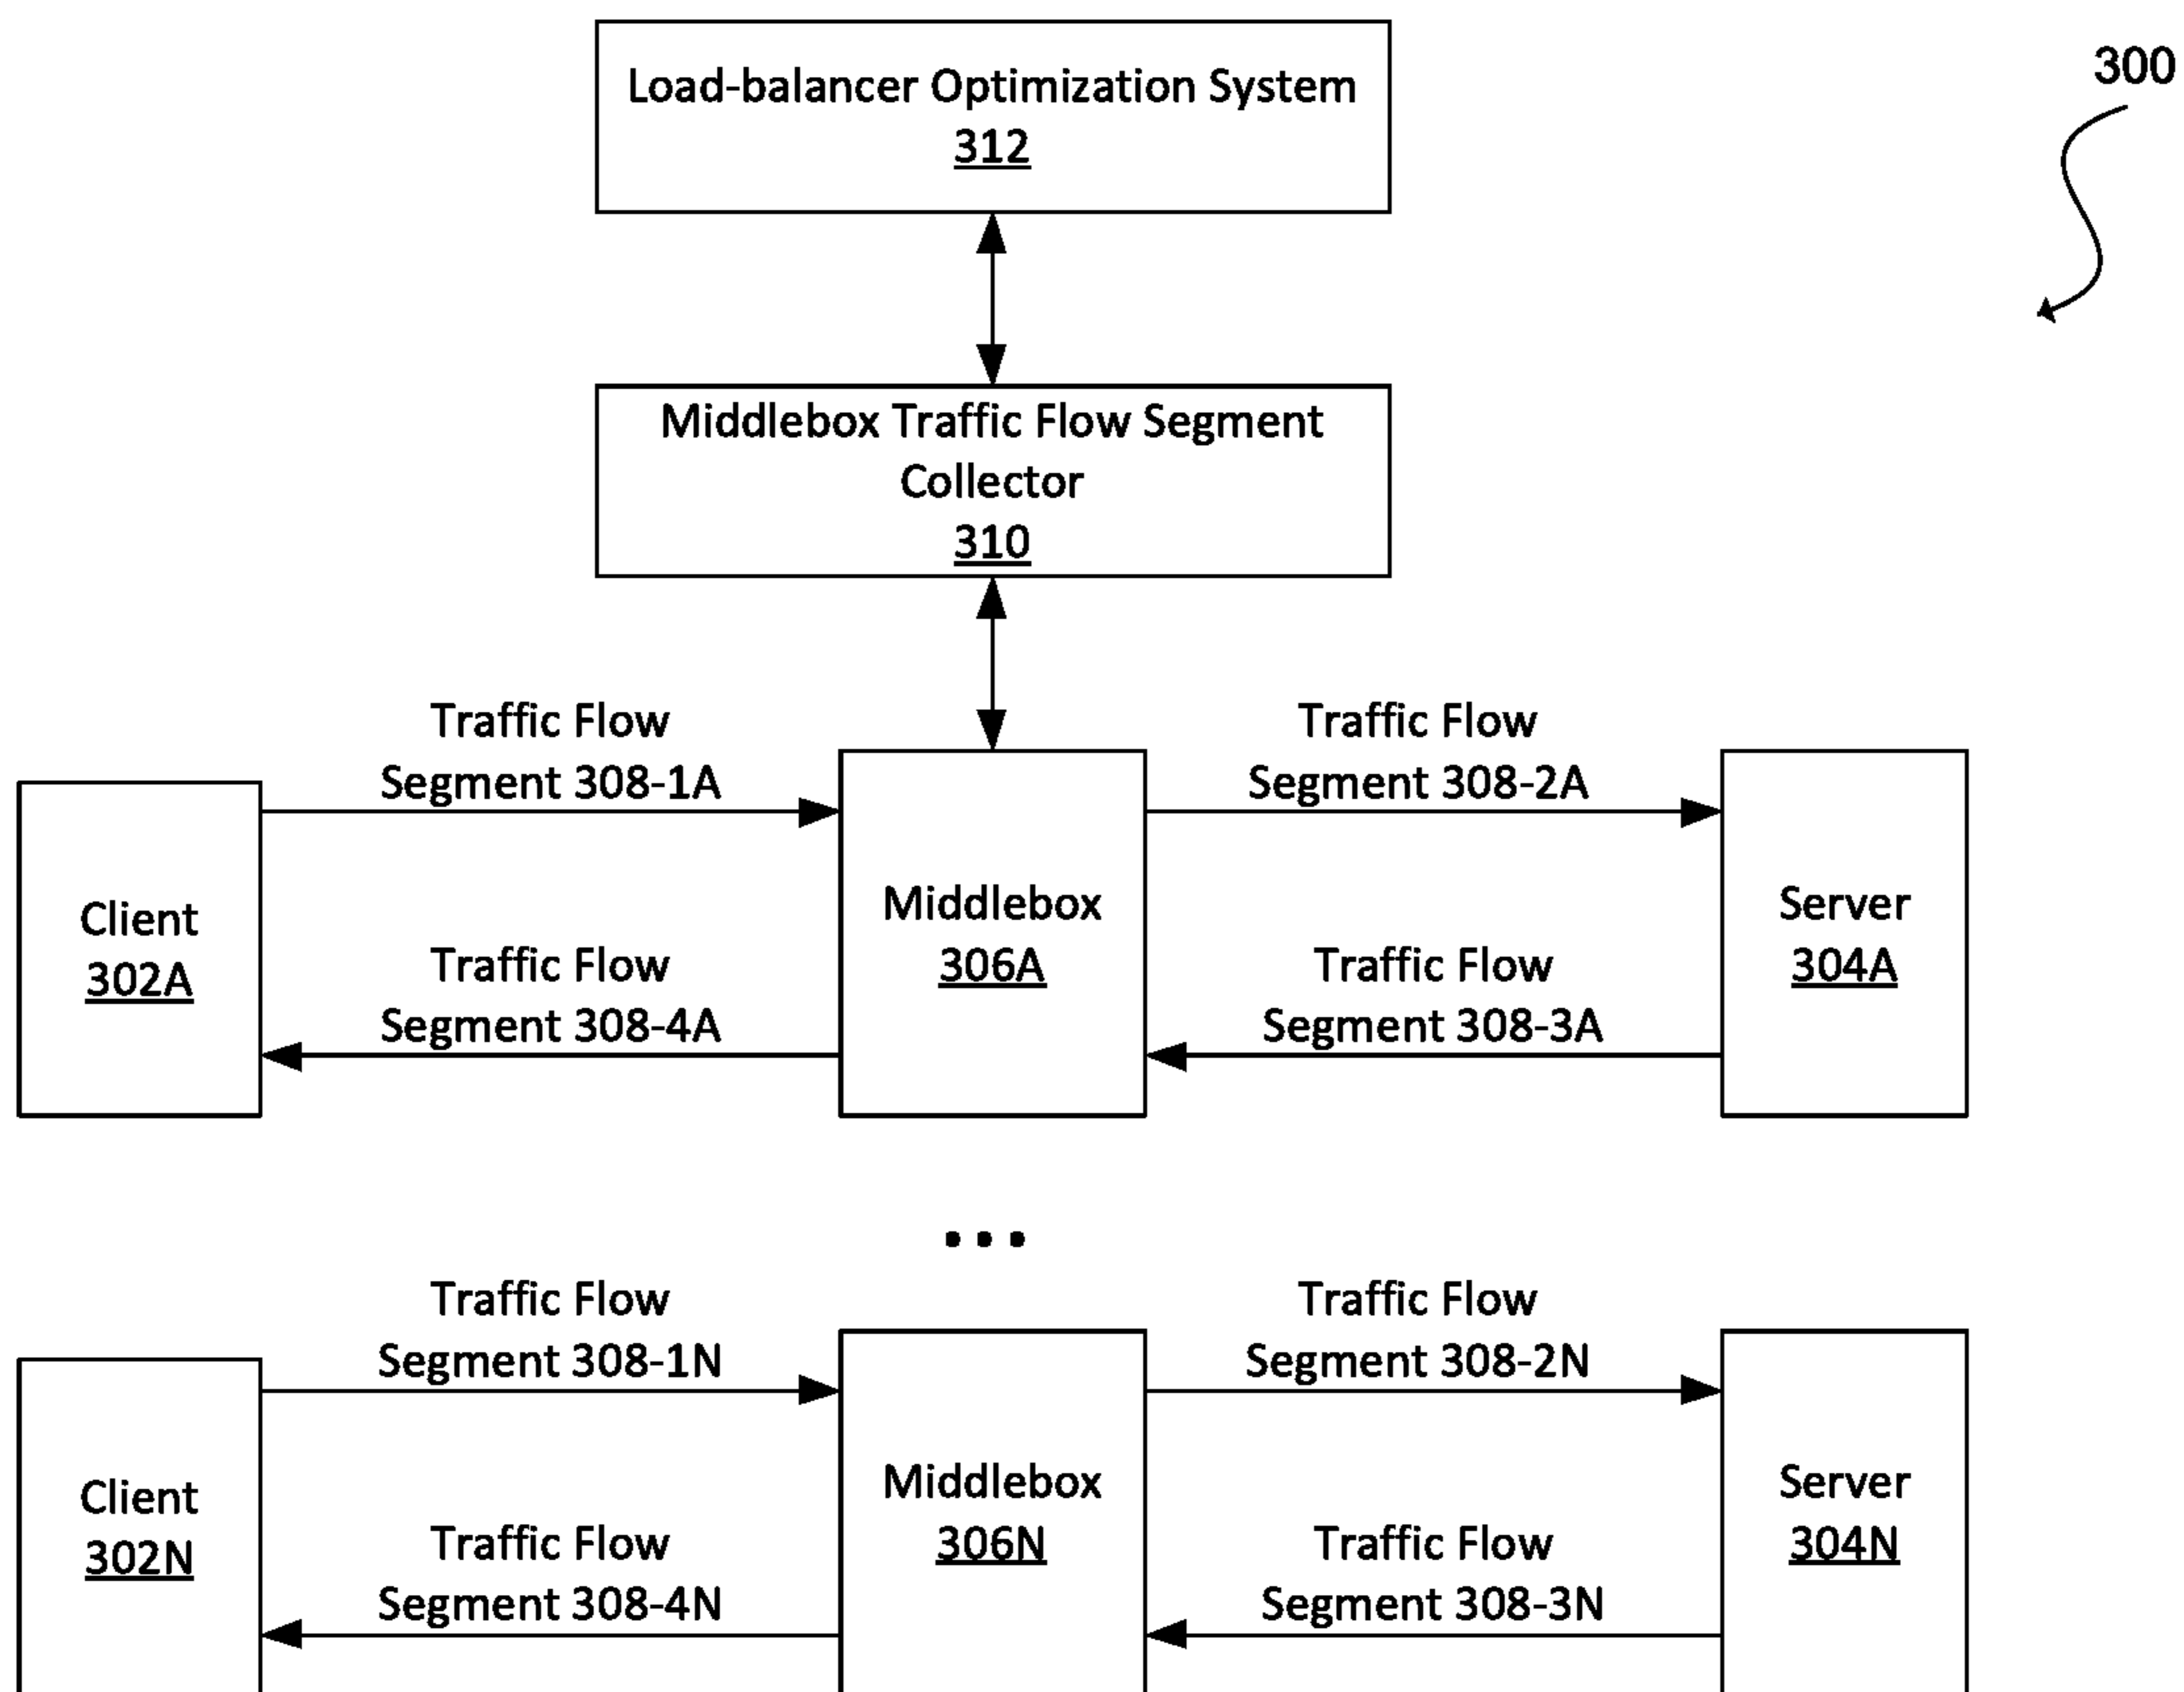 Load-balancer Optimization System
312
300
Middlebox Traffic Flow Segment
Collector
310
Traffic Flow
Segment 308-1A
Traffic Flow
Segment 308-2A
Client
302A
Middlebox
306A
Server
304A
Traffic Flow
Segment 308-4A
Traffic Flow
Segment 308-3A
...
Traffic Flow
Segment 308-1N
Traffic Flow
Segment 308-2N
Client
302N
Middlebox
306N
Server
304N
Traffic Flow
Segment 308-4N
Traffic Flow
Segment 308-3N